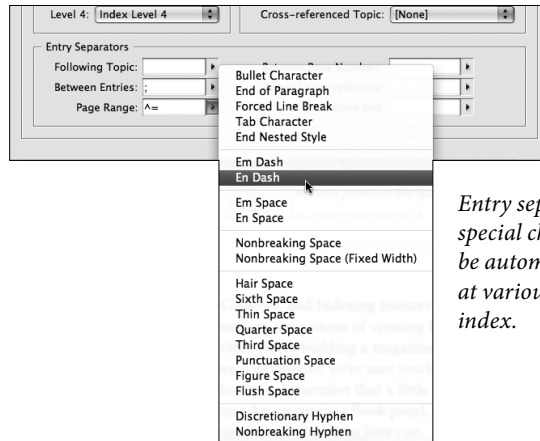 Level 4: Index Level 4 Cross-referenced Topic: [None]
Entry Separators
Following Topic:
Between Entries: ;
Page Range: ^=
Bullet Character
End of Paragraph
Forced Line Break
Tab Character
End Nested Style
Em Dash
En Dash
Em Space
En Space
Nonbreaking Space
Nonbreaking Space (Fixed Width)
Hair Space
Sixth Space
Thin Space
Quarter Space
Third Space
Punctuation Space
Figure Space
Flush Space
Discretionary Hyphen
Nonbreaking Hyphen
Entry sep
special ch
be autom
at variou
index.